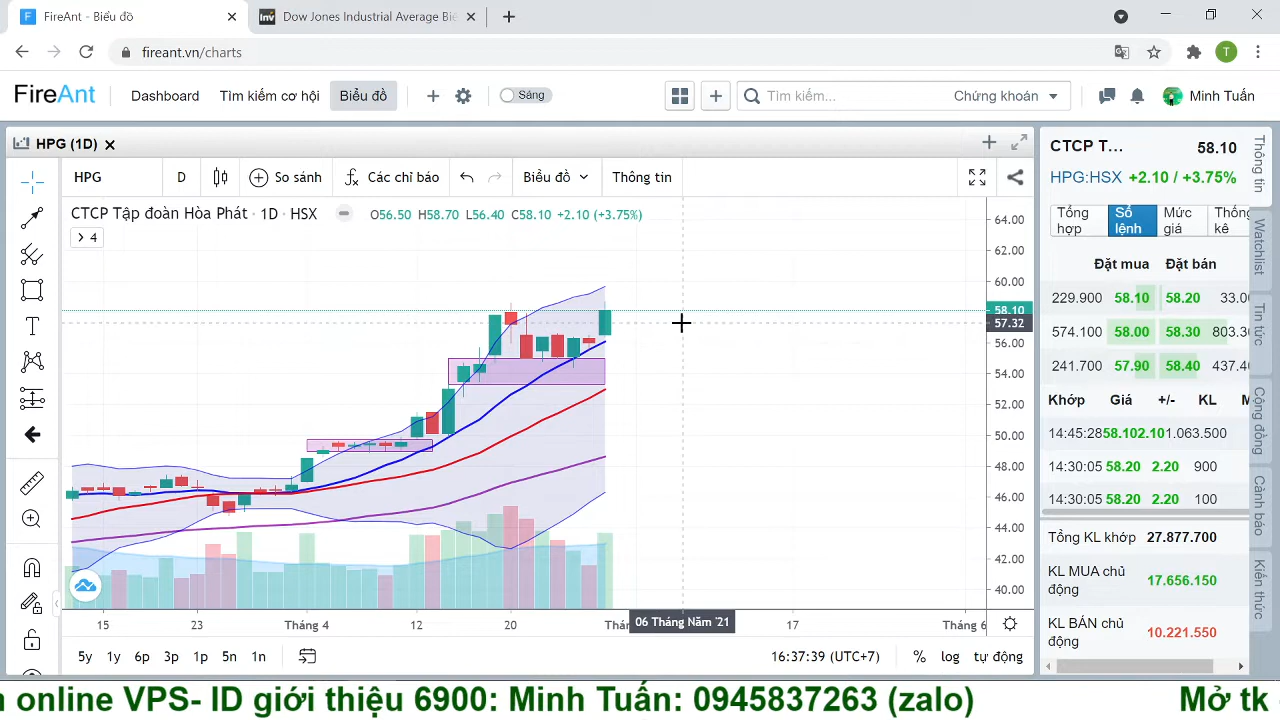 FireAnt - Biểu đồ
Dow Jones Industrial Average Bi
fireant.vn/charts
T
FireAnt
Dashboard
Tìm kiếm cơ hội
Biểu đồ
Sáng
Tìm kiếm...
Chứng khoán
Minh Tuấn
HPG (1D)
HPG
D
So sánh
Các chỉ báo
Biểu đồ
Thông tin
CTCP Tập đoàn Hòa Phát · 1D · HSX
O56.50 H58.70 L56.40 C58.10 +2.10 (+3.75%)
4
64.00
62.00
60.00
58.10
57.32
56.00
54.00
52.00
50.00
48.00
46.00
44.00
42.00
40.00
15
23
Tháng 4
12
20
06 Tháng Năm '21
17
Tháng 6
5y 1y 6p 3p 1p 5n 1n
16:37:39 (UTC+7)
% log tự động
CTCP T... 58.10
HPG:HSX +2.10 / +3.75%
Tổng hợp
Sổ lệnh
Mức giá
Thống kê
Đặt mua Đặt bán
229.900 58.10 58.20 33.00
574.100 58.00 58.30 803.30
241.700 57.90 58.40 437.40
Khớp Giá +/- KL
14:45:28 58.10 2.10 1.063.500
14:30:05 58.20 2.20 900
14:30:05 58.20 2.20 100
Tổng KL khớp 27.877.700
KL MUA chủ động 17.656.150
KL BÁN chủ động 10.221.550
Thông tin
Watchlist
Tin tức
Cộng đồng
Cảnh báo
Kiến thức
n online VPS- ID giới thiệu 6900: Minh Tuấn: 0945837263 (zalo) Mở tk